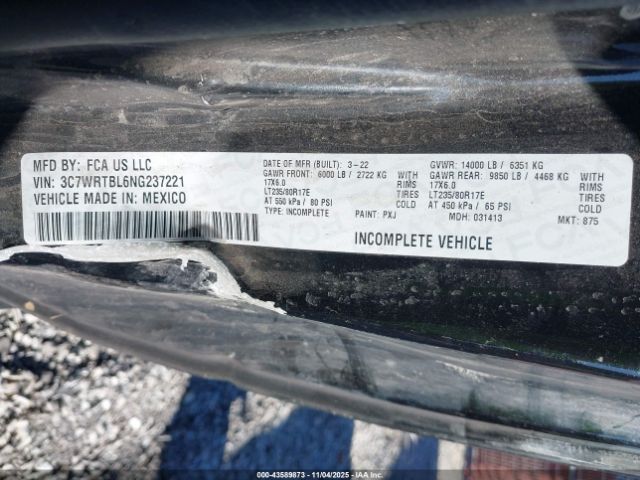 MFD BY: FCA US LLC
VIN: 3C7WRTBL6NG237221
VEHICLE MADE IN: MEXICO
DATE OF MFR (BUILT): 3-22
GAWR FRONT: 6000 LB / 2722 KG WITH
17X6.0 RIMS
LT235/80R17E TIRES
AT 550 kPa / 80 PSI COLD
TYPE: INCOMPLETE PAINT: PXJ
GVWR: 14000 LB / 6351 KG
GAWR REAR: 9850 LB / 4468 KG WITH
17X6.0 RIMS
LT235/80R17E TIRES
AT 450 kPa / 65 PSI COLD
MDH: 031413 MKT: 875
INCOMPLETE VEHICLE
000-43589873 11/04/2025 IAA Holdings, LLC. Copyright